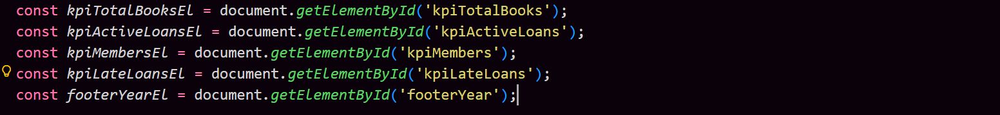 const kpiTotalBooksEl = document.getElementById('kpiTotalBooks');
const kpiActiveLoansEl = document.getElementById('kpiActiveLoans');
const kpiMembersEl = document.getElementById('kpiMembers');
const kpiLateLoansEl = document.getElementById('kpiLateLoans');
const footerYearEl = document.getElementById('footerYear');